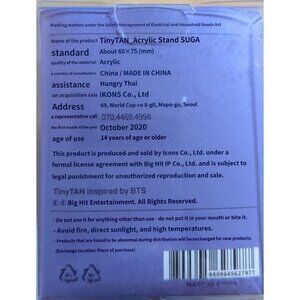 Marking matters under the Safety Management of Electrical and Household Goods Act
Name of the product TinyTAN_Acrylic Stand SUGA
standard About 60×75 (mm)
quality of the material Acrylic
a country of manufacture China / MADE IN CHINA
assistance Hungry Thai
an acquisition sale iKONS Co., Ltd
Address 69, World Cup-ro 8-gil, Mapo-gu, Seoul
a representative call 070.4468.4998
the first month of the year October 2020
age of use 14 years of age or older
This product is produced and sold by Icons Co., Ltd. under a
formal license agreement with Big Hit IP Co., Ltd. and is subject to
legal punishment for unauthorized reproduction and sale.
TinyTAN inspired by BTS
© Ⓒ Big Hit Entertainment. All Rights Reserved.
- Do not use it for anything other than use - do not put it in your mouth or bite it.
- Avoid fire, direct sunlight, and high temperatures.
- Products that are found to be abnormal during distribution will be exchanged for new products.
(Exchange location: Place of purchase)
8809645627977
MADE IN CHINA